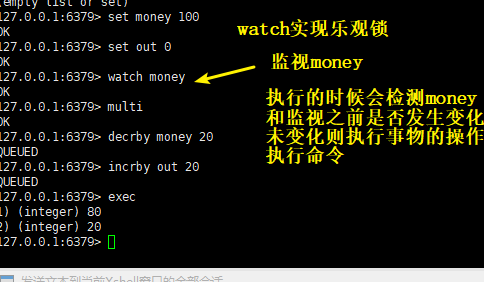 (empty list or set)
127.0.0.1:6379> set money 100
OK
127.0.0.1:6379> set out 0
OK
127.0.0.1:6379> watch money
OK
127.0.0.1:6379> multi
OK
127.0.0.1:6379> decrby money 20
QUEUED
127.0.0.1:6379> incrby out 20
QUEUED
127.0.0.1:6379> exec
1) (integer) 80
2) (integer) 20
127.0.0.1:6379>
watch实现乐观锁
监视money
执行的时候会检测money
和监视之前是否发生变化
未变化则执行事物的操作
执行命令
发送文本到当前Xshell窗口的全部会话